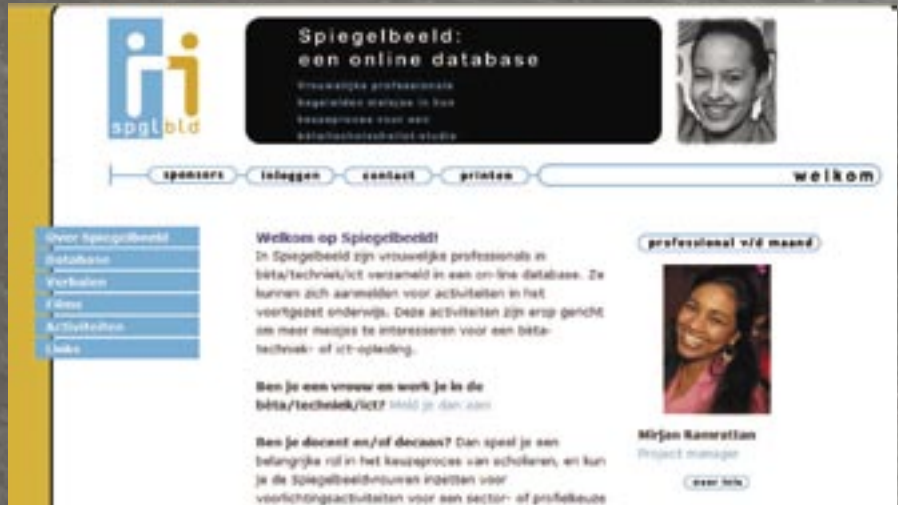 Spiegelbeeld:
een online database
Vrouwelijke professionals
begeleiden meisjes in hun
keuzeproces voor een
bèta/technische/ict-studie
spglbld
sponsors
inloggen
contact
printen
welkom
Over Spiegelbeeld
Database
Verhalen
Films
Activiteiten
Links
Welkom op Spiegelbeeld!
In Spiegelbeeld zijn vrouwelijke professionals in
bèta/techniek/ict verzameld in een on-line database. Ze
kunnen zich aanmelden voor activiteiten in het
voortgezet onderwijs. Deze activiteiten zijn erop gericht
om meer meisjes te interesseren voor een bèta-
techniek- of ict-opleiding.
Ben je een vrouw en werk je in de
bèta/techniek/ict? Meld je dan aan!
Ben je docent en/of decaan? Dan speel je een
belangrijke rol in het keuzeproces van scholieren, en kun
je de Spiegelbeeldvrouwen inzetten voor
voorlichtingsactiviteiten voor een sector- of profielkeuze
professional v/d maand
Mirjan
Project manager
meer info